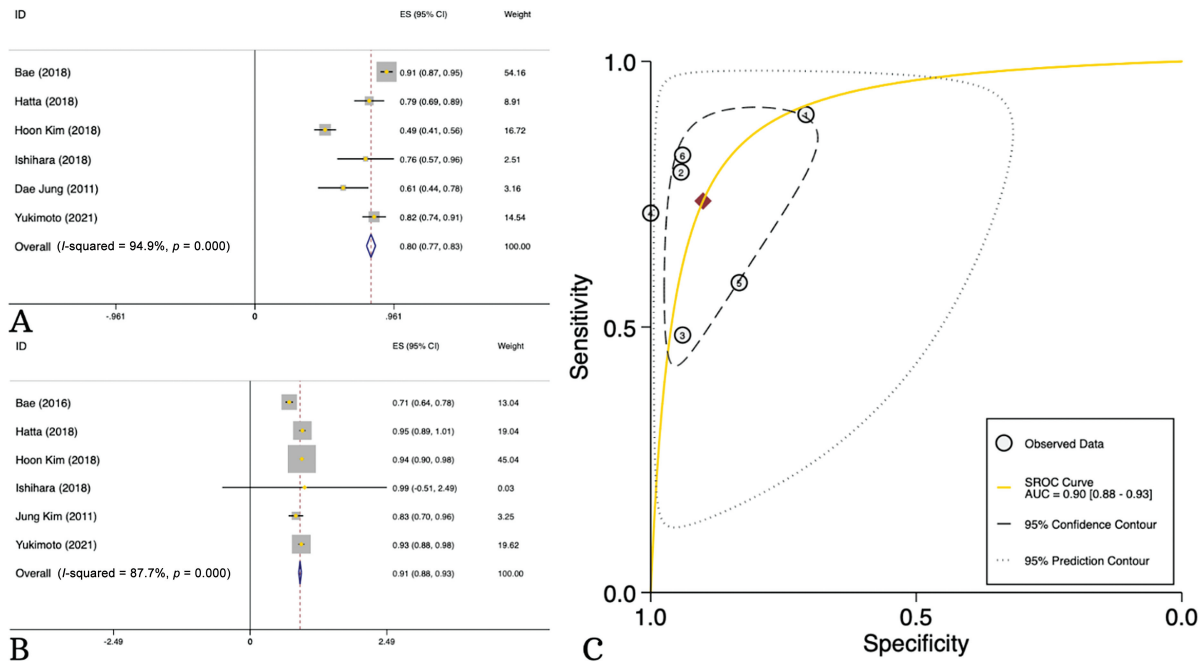 ID ES (95% CI) Weight
Bae (2018) 0.91 (0.87, 0.95) 54.16
Hatta (2018) 0.79 (0.69, 0.89) 8.91
Hoon Kim (2018) 0.49 (0.41, 0.56) 16.72
Ishihara (2018) 0.76 (0.57, 0.96) 2.51
Dae Jung (2011) 0.61 (0.44, 0.78) 3.16
Yukimoto (2021) 0.82 (0.74, 0.91) 14.54
Overall (I-squared = 94.9%, p = 0.000) 0.80 (0.77, 0.83) 100.00
-.961 0 .961
A
ID ES (95% CI) Weight
Bae (2016) 0.71 (0.64, 0.78) 13.04
Hatta (2018) 0.95 (0.89, 1.01) 19.04
Hoon Kim (2018) 0.94 (0.90, 0.98) 45.04
Ishihara (2018) 0.99 (-0.51, 2.49) 0.03
Jung Kim (2011) 0.83 (0.70, 0.96) 3.25
Yukimoto (2021) 0.93 (0.88, 0.98) 19.62
Overall (I-squared = 87.7%, p = 0.000) 0.91 (0.88, 0.93) 100.00
-2.49 0 2.49
B
Sensitivity
1.0
0.5
0.0
1
6
2
4
5
3
Observed Data
SROC Curve
AUC = 0.90 [0.88 - 0.93]
95% Confidence Contour
95% Prediction Contour
1.0 0.5 0.0
Specificity
C